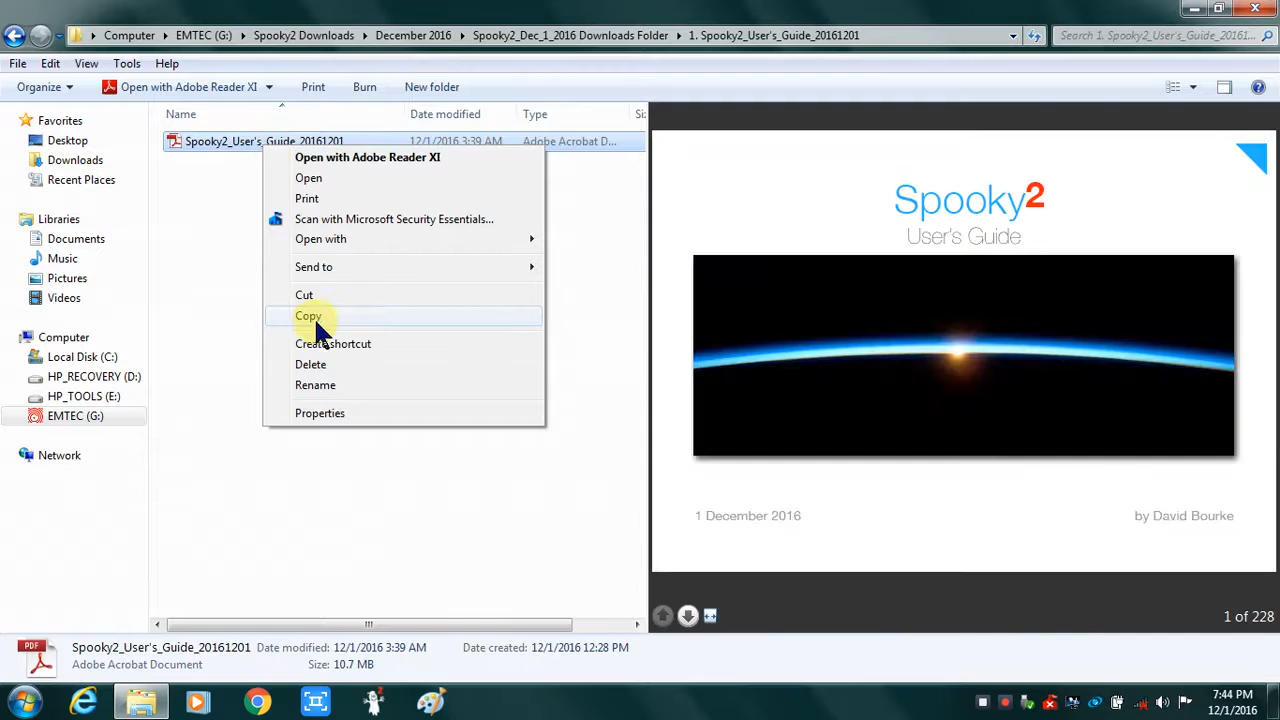 Computer ▸ EMTEC (G:) ▸ Spooky2 Downloads ▸ December 2016 ▸ Spooky2_Dec_1_2016 Downloads Folder ▸ 1. Spooky2_User's_Guide_20161201
Search 1. Spooky2_User's_Guide_20161...
File Edit View Tools Help
Organize Open with Adobe Reader XI Print Burn New folder
Name Date modified Type Siz
Favorites
Desktop
Downloads
Recent Places
Libraries
Documents
Music
Pictures
Videos
Computer
Local Disk (C:)
HP_RECOVERY (D:)
HP_TOOLS (E:)
EMTEC (G:)
Network
Spooky2_User's_Guide_20161201 12/1/2016 3:39 AM Adobe Acrobat D...
Open with Adobe Reader XI
Open
Print
Scan with Microsoft Security Essentials...
Open with
Send to
Cut
Copy
Create shortcut
Delete
Rename
Properties
Spooky2
User's Guide
1 December 2016 by David Bourke
1 of 228
PDF
Spooky2_User's_Guide_20161201 Date modified: 12/1/2016 3:39 AM Date created: 12/1/2016 12:28 PM
Adobe Acrobat Document Size: 10.7 MB
7:44 PM
12/1/2016